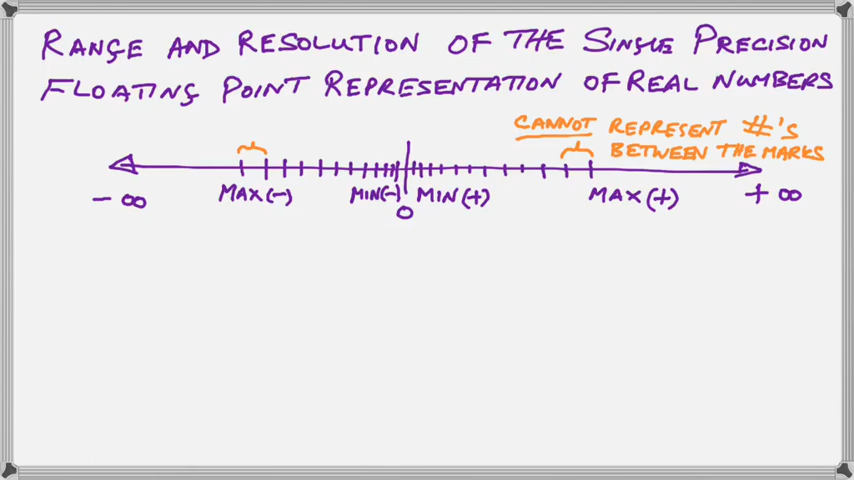 RANGE AND RESOLUTION OF THE SINGLE PRECISION
FLOATING POINT REPRESENTATION OF REAL NUMBERS
CANNOT REPRESENT #'S
BETWEEN THE MARKS
- ∞ MAX(-) MIN(-) MIN(+) MAX(+) + ∞
0